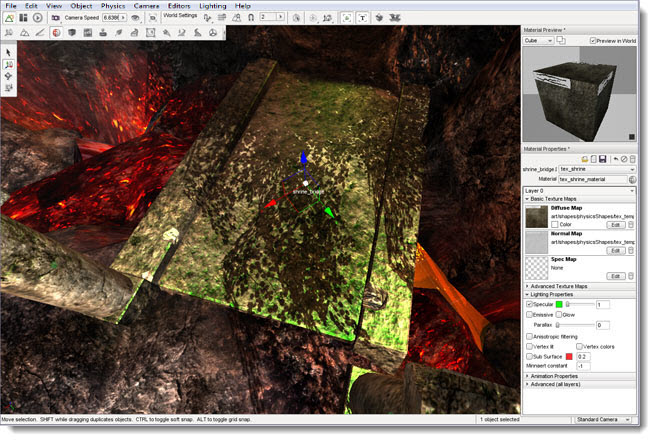 File Edit View Object Physics Camera Editors Lighting Help
Camera Speed 6.6386 World Settings 2
shrine_bridge
Material Preview *
Cube Preview in World
Material Properties *
shrine_bridge.( tex_shrine
Material tex_shrine_material
Layer 0
Basic Texture Maps
Diffuse Map
art/shapes/physicsShapes/tex_temp
Color Edit
Normal Map
art/shapes/physicsShapes/tex_temp
Edit
Spec Map
None
Edit
Advanced Texture Maps
Lighting Properties
Specular 1
Emissive Glow
Parallax 0
Anisotropic filtering
Vertex lit Vertex colors
Sub Surface 0.2
Minnaert constant -1
Animation Properties
Advanced (all layers)
Move selection. SHIFT while dragging duplicates objects. CTRL to toggle soft snap. ALT to toggle grid snap. 1 object selected Standard Camera